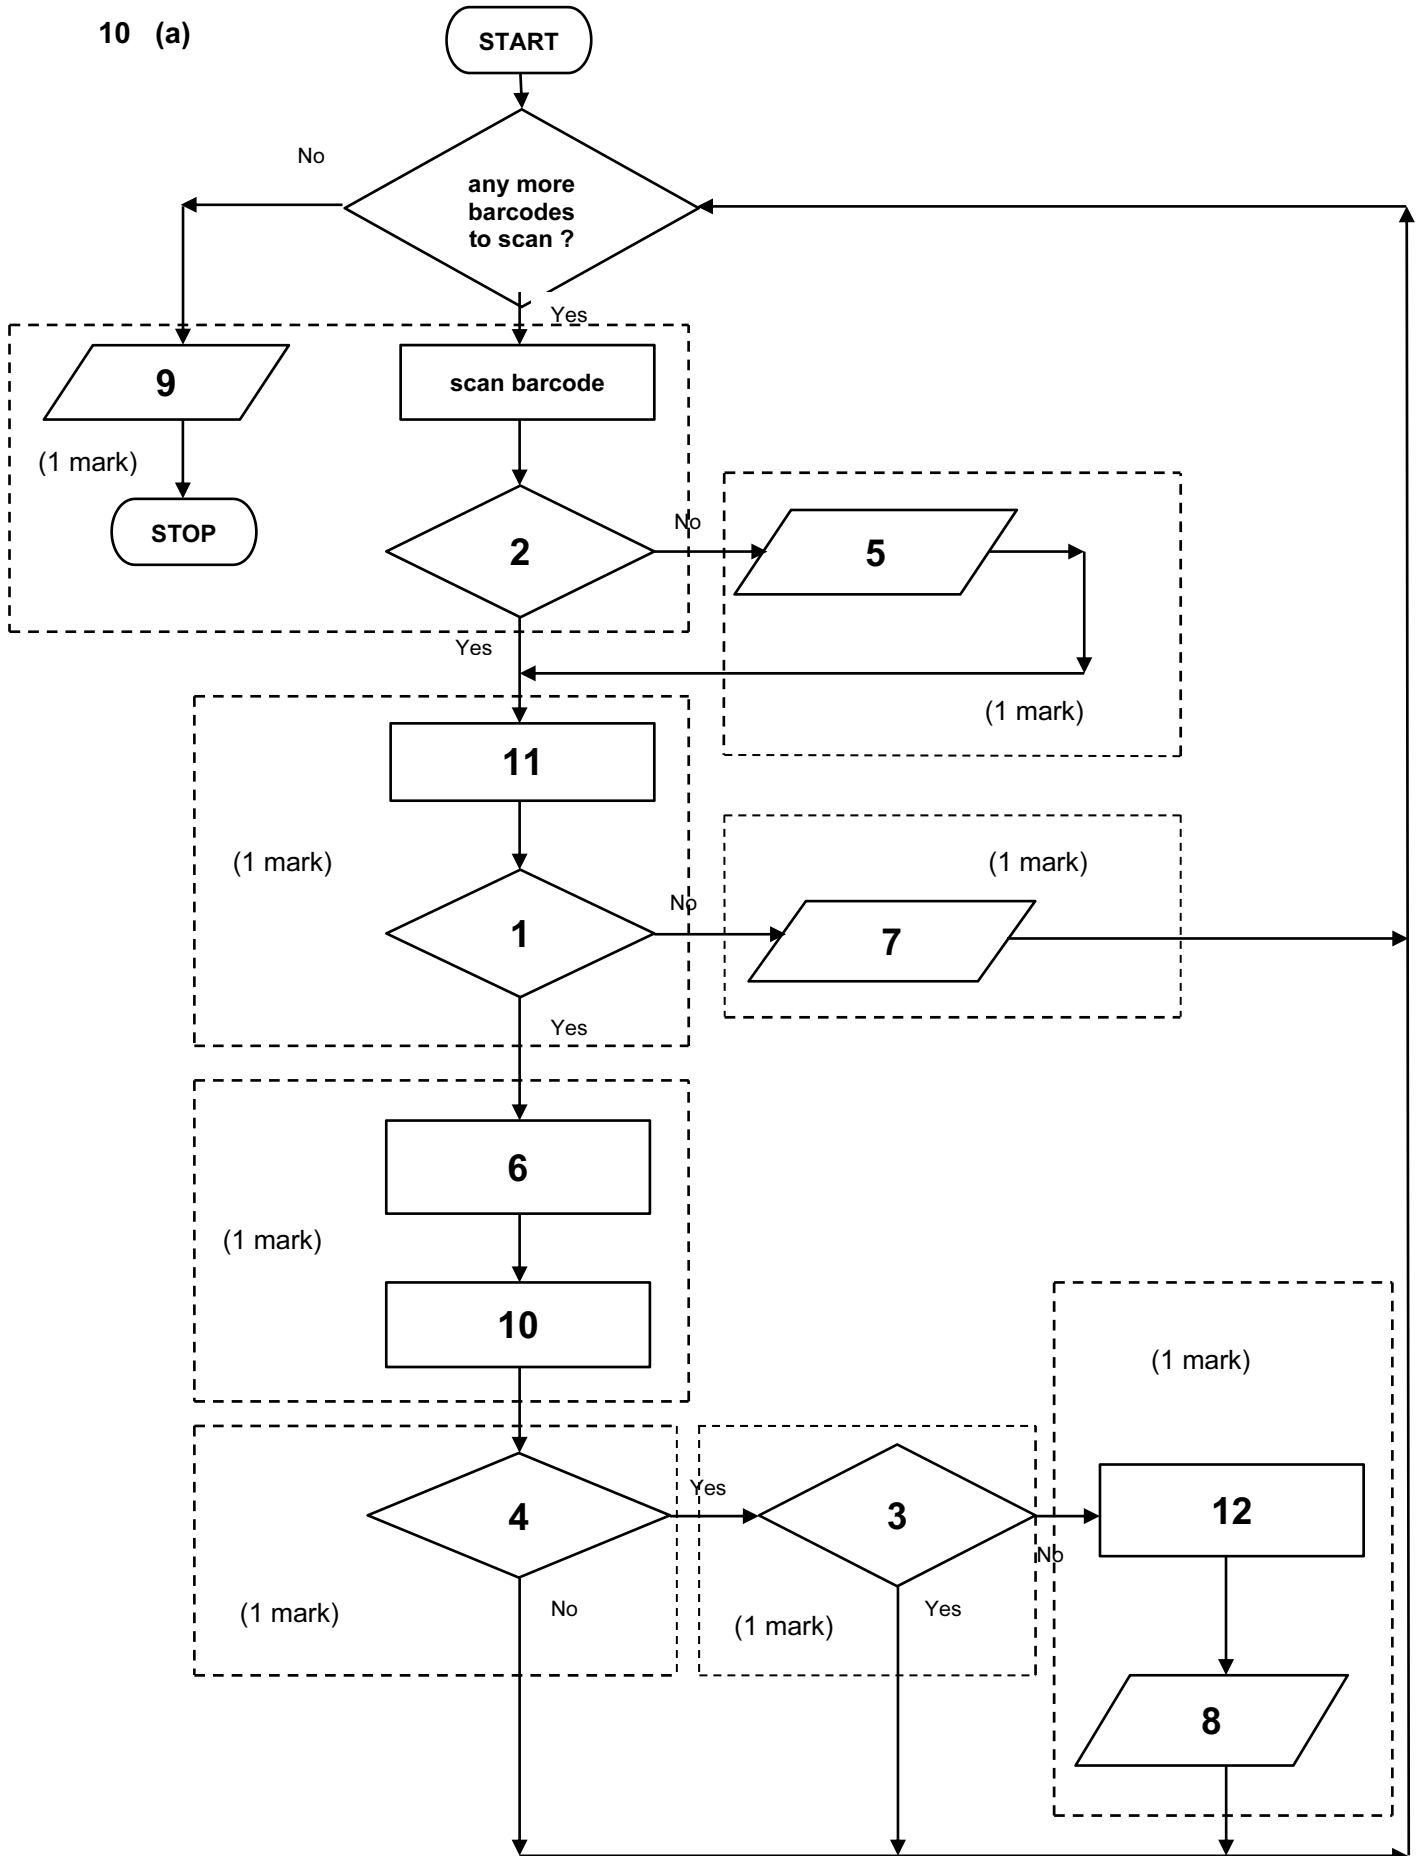 10 (a)
START
No
any more
barcodes
to scan ?
Yes
9
scan barcode
(1 mark)
STOP
2
No
5
Yes
(1 mark)
11
(1 mark)
(1 mark)
1
No
7
Yes
6
(1 mark)
10
(1 mark)
4
Yes
3
No
12
(1 mark)
No
(1 mark)
Yes
8